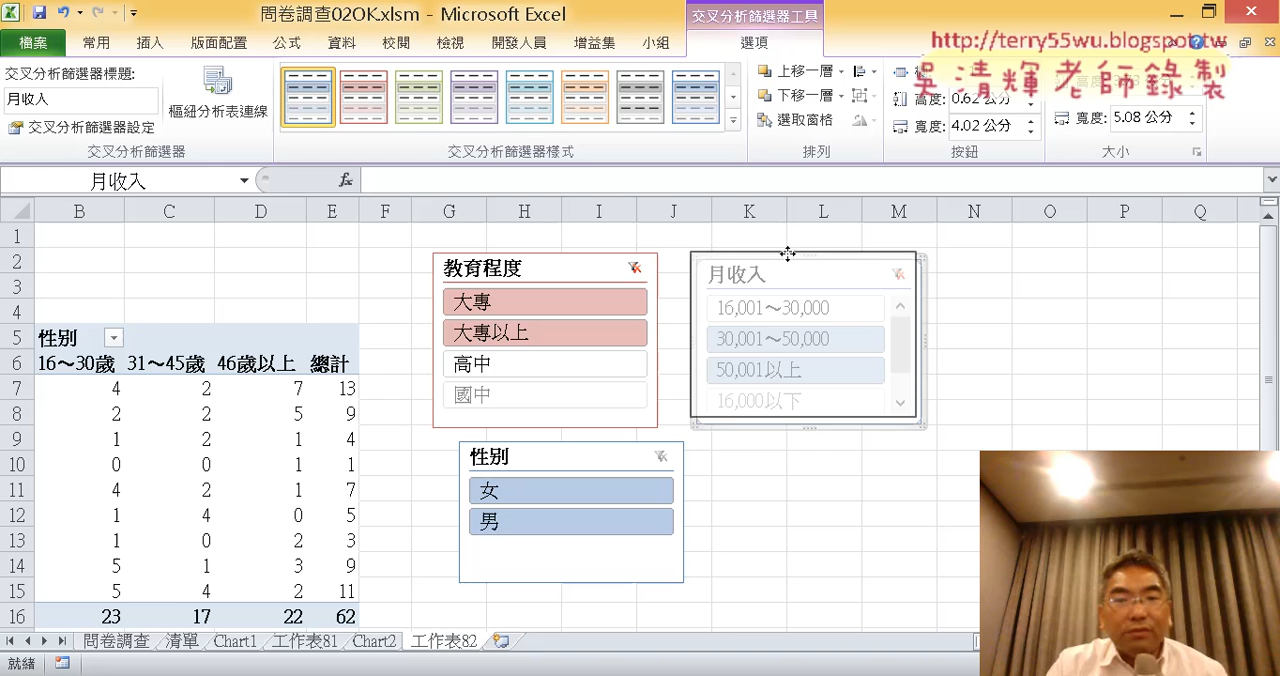 問卷調查02OK.xlsm - Microsoft Excel
交叉分析篩選器工具
檔案 常用 插入 版面配置 公式 資料 校閱 檢視 開發人員 增益集 小組 選項
http://terry55wu.blogspot.tw
吳清輝老師錄製
交叉分析篩選器標題:
月收入
交叉分析篩選器設定
交叉分析篩選器
樞紐分析表連線
交叉分析篩選器樣式
上移一層
下移一層
選取窗格
排列
高度: 0.62 公分
寬度: 4.02 公分
按鈕
寬度: 5.08 公分
大小
月收入 fx
B C D E F G H I J K L M N O P Q
1
2
3
4
5 性別
6 16～30歲 31～45歲 46歲以上 總計
7 4 2 7 13
8 2 2 5 9
9 1 2 1 4
10 0 0 1 1
11 4 2 1 7
12 1 4 0 5
13 1 0 2 3
14 5 1 3 9
15 5 4 2 11
16 23 17 22 62
教育程度
大專
大專以上
高中
國中
月收入
16,001～30,000
30,001～50,000
50,001以上
16,000以下
性別
女
男
問卷調查 清單 Chart1 工作表81 Chart2 工作表82
就緒